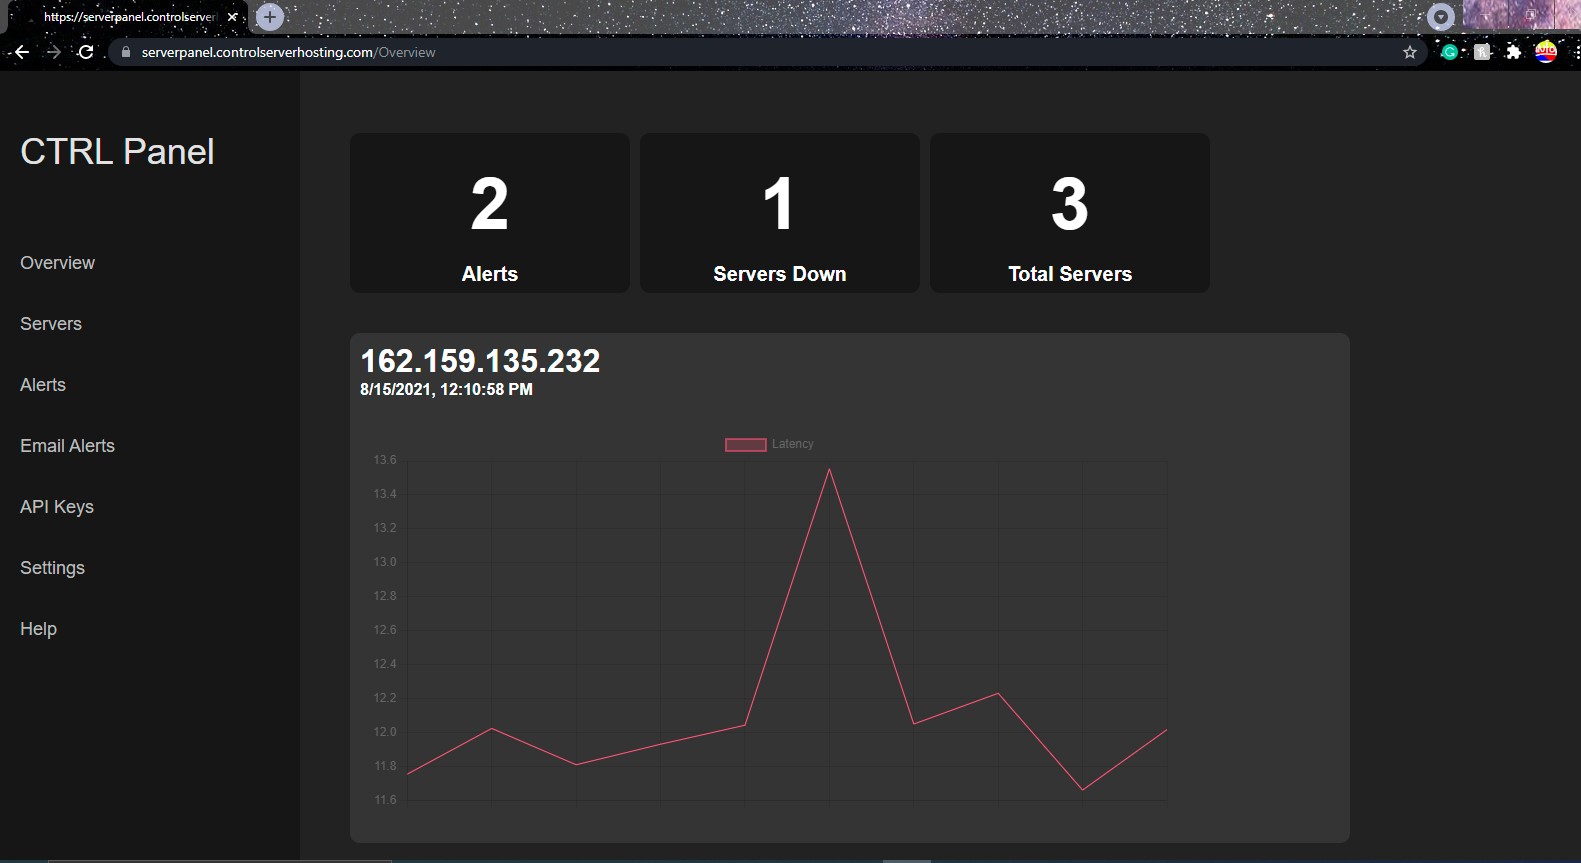 https://serverpanel.controlserver
serverpanel.controlserverhosting.com/Overview
CTRL Panel
Overview
Servers
Alerts
Email Alerts
API Keys
Settings
Help
2
Alerts
1
Servers Down
3
Total Servers
162.159.135.232
8/15/2021, 12:10:58 PM
Latency
13.6
13.4
13.2
13.0
12.8
12.6
12.4
12.2
12.0
11.8
11.6